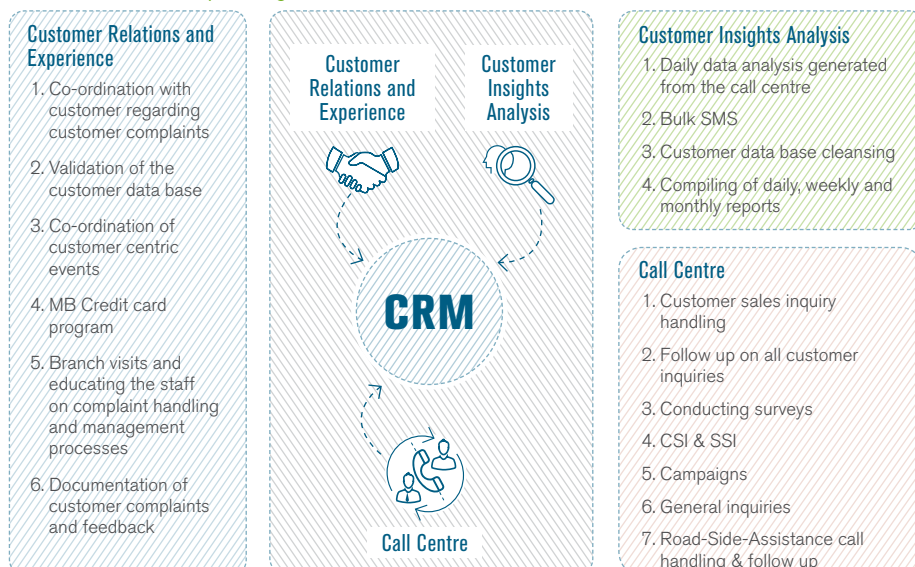 Customer Relations and
Experience
1. Co-ordination with
customer regarding
customer complaints
2. Validation of the
customer data base
3. Co-ordination of
customer centric
events
4. MB Credit card
program
5. Branch visits and
educating the staff
on complaint handling
and management
processes
6. Documentation of
customer complaints
and feedback
Customer
Relations and
Experience
Customer
Insights
Analysis
CRM
Call Centre
Customer Insights Analysis
1. Daily data analysis generated
from the call centre
2. Bulk SMS
3. Customer data base cleansing
4. Compiling of daily, weekly and
monthly reports
Call Centre
1. Customer sales inquiry
handling
2. Follow up on all customer
inquiries
3. Conducting surveys
4. CSI & SSI
5. Campaigns
6. General inquiries
7. Road-Side-Assistance call
handling & follow up